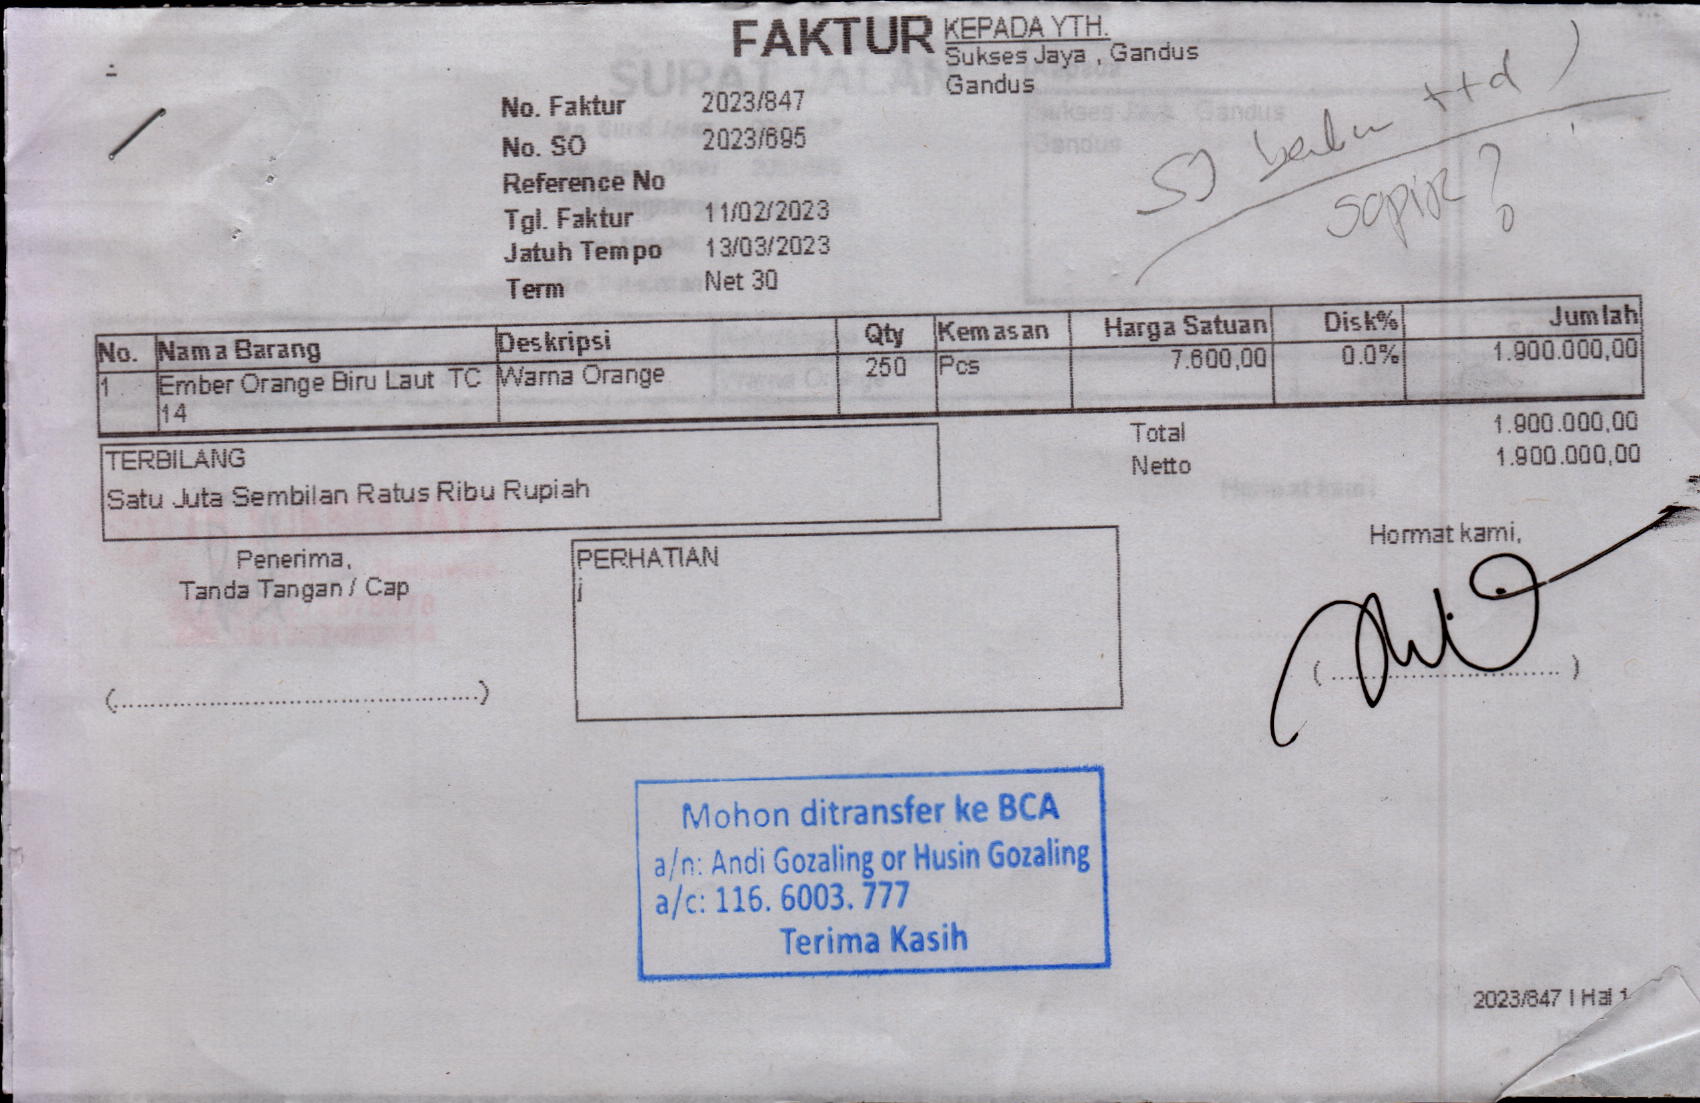 FAKTUR
KEPADA YTH.
Sukses Jaya , Gandus
Gandus
No. Faktur 2023/847
No. SO 2023/695
Reference No
Tgl. Faktur 11/02/2023
Jatuh Tempo 13/03/2023
Term Net 30
SJ belum ttd
sopir?
No. Nama Barang Deskripsi Qty Kemasan Harga Satuan Disk% Jumlah
1 Ember Orange Biru Laut TC Warna Orange 250 Pcs 7.600,00 0.0% 1.900.000,00
14
Total 1.900.000,00
Netto 1.900.000,00
TERBILANG
Satu Juta Sembilan Ratus Ribu Rupiah
Penerima,
Tanda Tangan / Cap
(..............................................)
PERHATIAN
i
Hormat kami,
(..............................)
Mohon ditransfer ke BCA
a/n: Andi Gozaling or Husin Gozaling
a/c: 116. 6003. 777
Terima Kasih
2023/847 | Hal 1